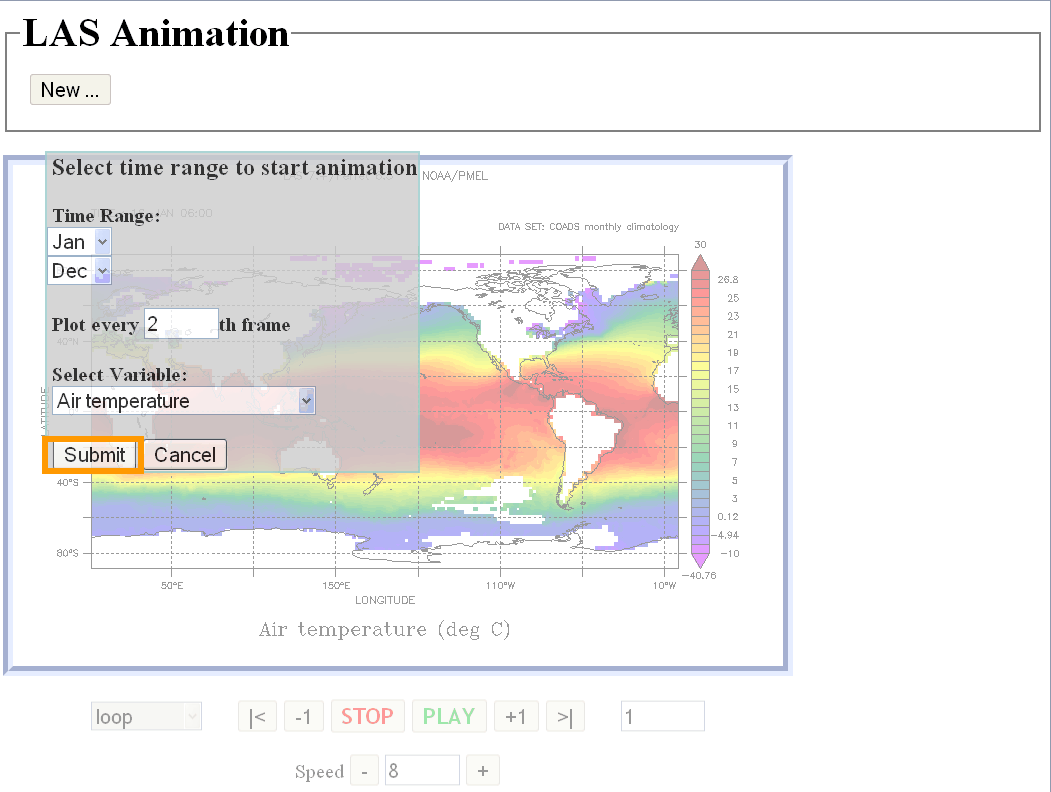 LAS Animation
New ...
Select time range to start animation
NOAA/PMEL
JAN 06:00
Time Range:
DATA SET: COADS monthly climatology
Jan
Dec
30
26.8
25
23
21
19
17
15
13
11
9
7
5
3
0.12
-4.94
-10
-40.76
Plot every 2 th frame
40°N
Select Variable:
Air temperature
Submit Cancel
40°S
80°S
50°E 150°E 110°W 10°W
LONGITUDE
Air temperature (deg C)
loop |< -1 STOP PLAY +1 >| 1
Speed - 8 +